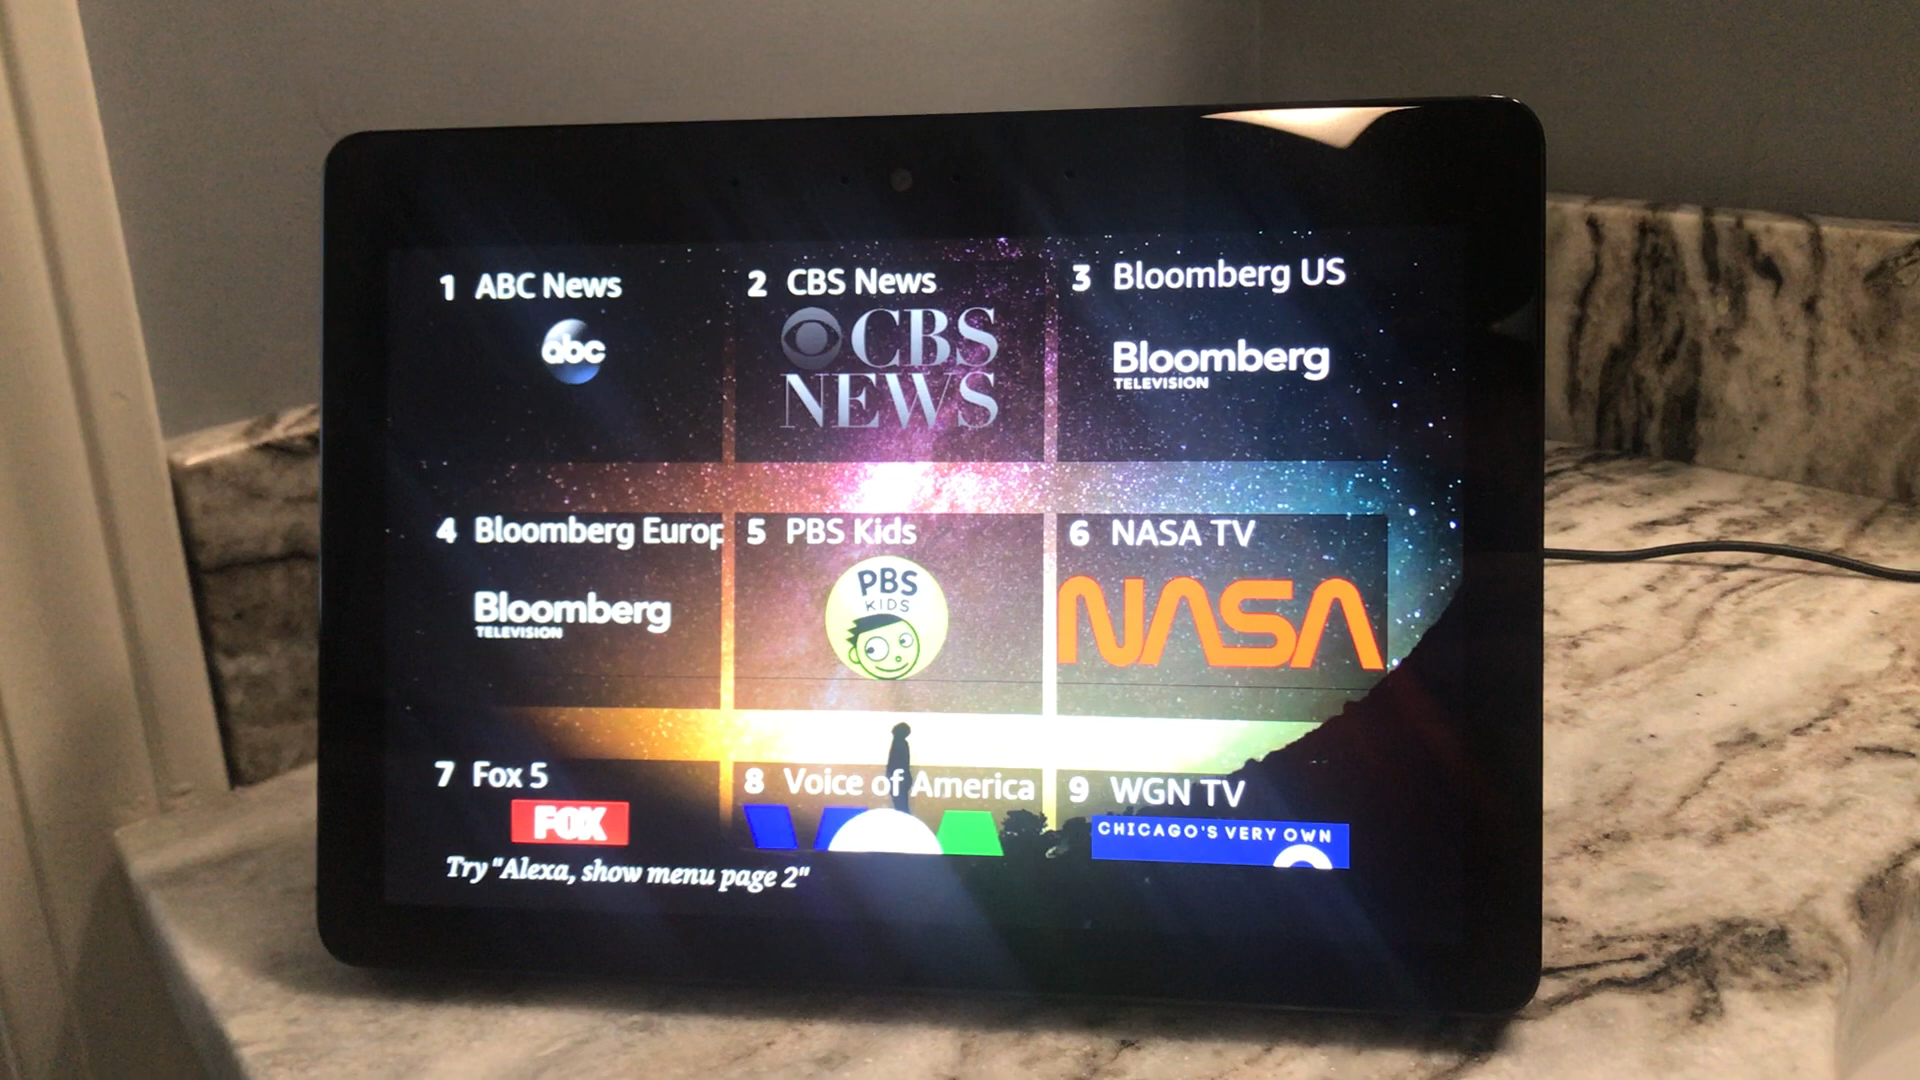 1 ABC News
abc
2 CBS News
CBS
NEWS
3 Bloomberg US
Bloomberg
TELEVISION
4 Bloomberg Europ
Bloomberg
TELEVISION
5 PBS Kids
PBS
KIDS
6 NASA TV
NASA
7 Fox 5
FOX
8 Voice of America
9 WGN TV
CHICAGO'S VERY OWN
Try "Alexa, show menu page 2"